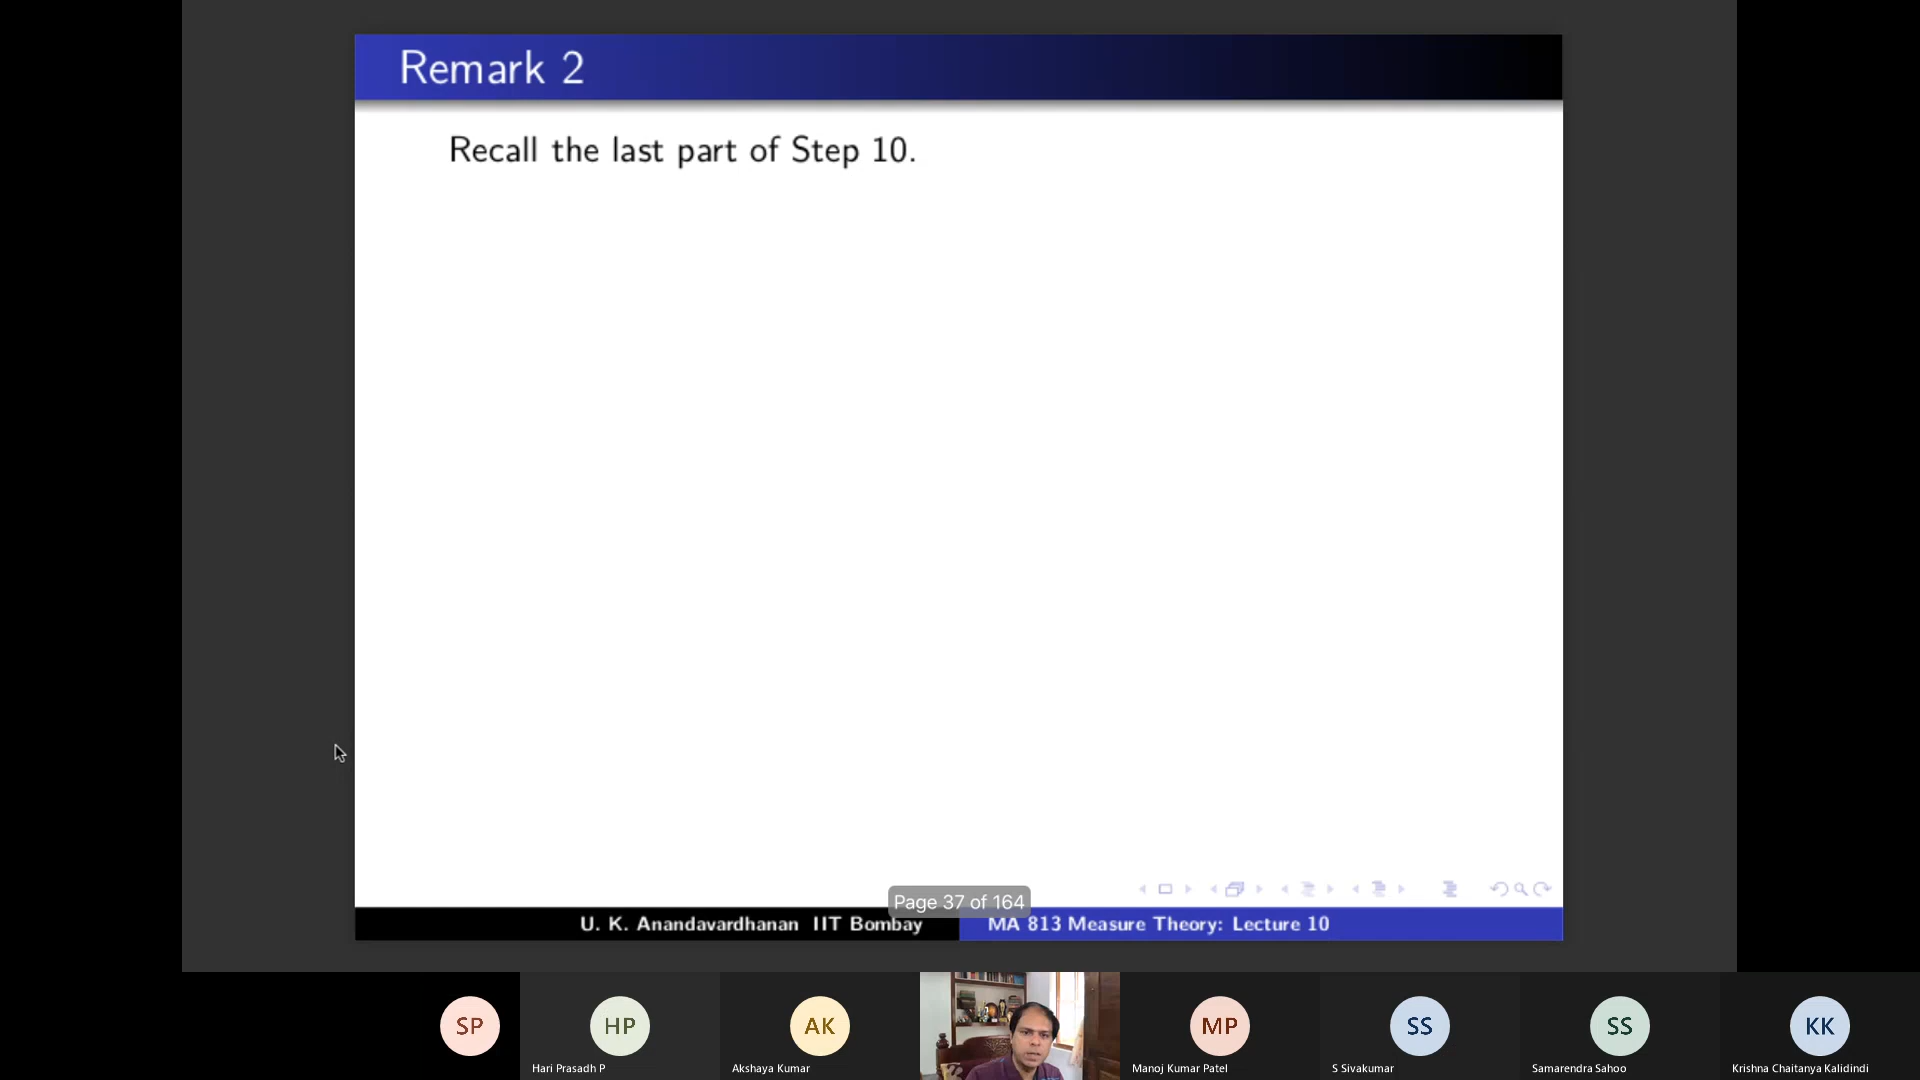 Remark 2
Recall the last part of Step 10.
Page 37 of 164
U. K. Anandavardhanan IIT Bombay
MA 813 Measure Theory: Lecture 10
SP
HP
AK
MP
SS
SS
KK
Hari Prasadh P
Akshaya Kumar
Manoj Kumar Patel
S Sivakumar
Samarendra Sahoo
Krishna Chaitanya Kalidindi